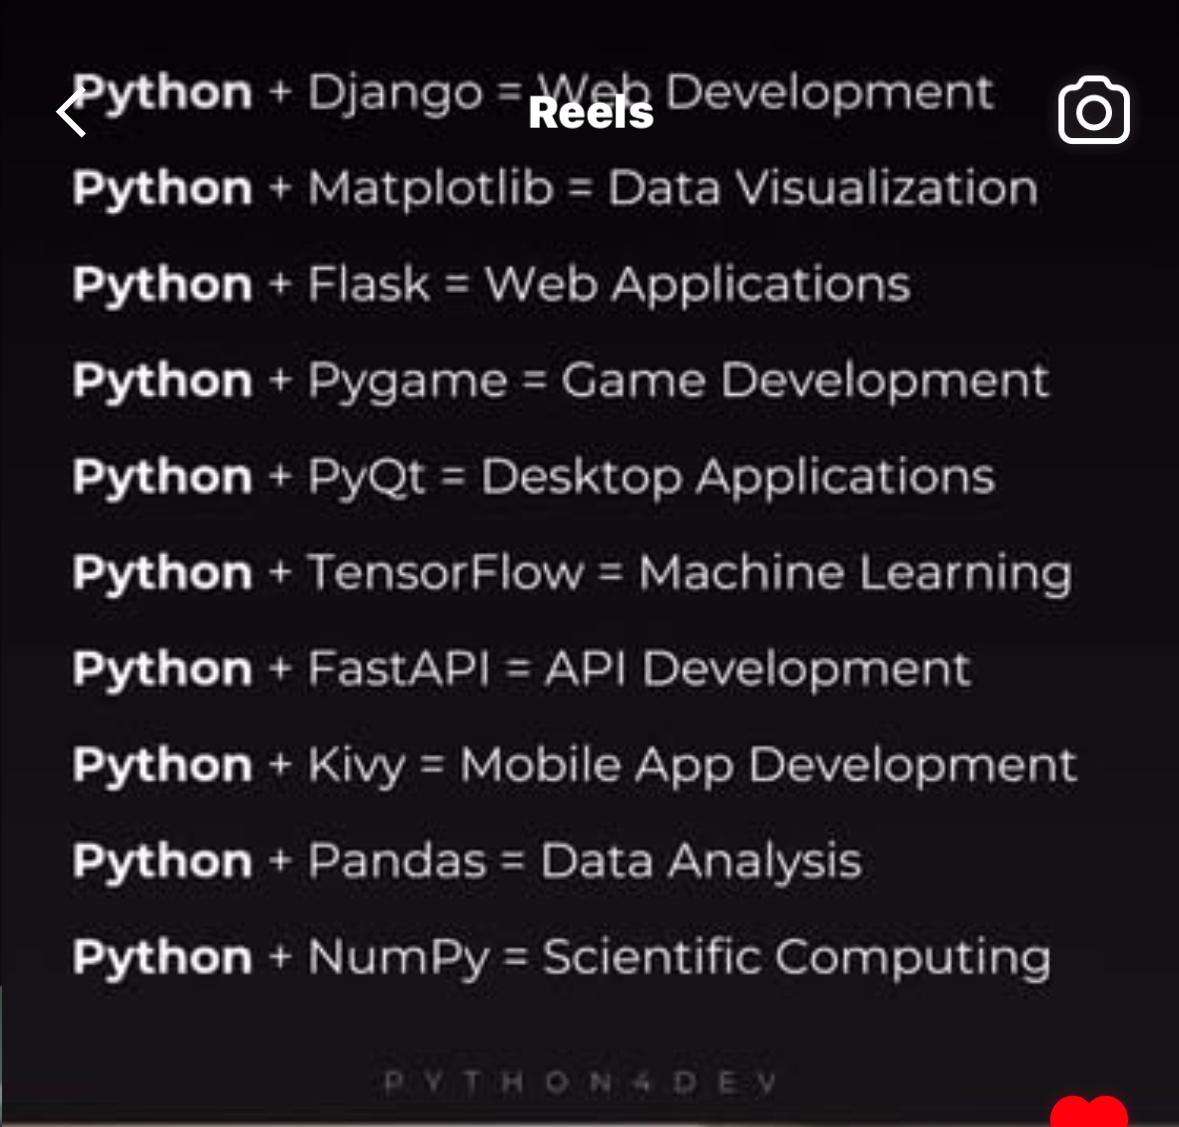 Python + Django = Web Development
Reels
Python + Matplotlib = Data Visualization
Python + Flask = Web Applications
Python + Pygame = Game Development
Python + PyQt = Desktop Applications
Python + TensorFlow = Machine Learning
Python + FastAPI = API Development
Python + Kivy = Mobile App Development
Python + Pandas = Data Analysis
Python + NumPy = Scientific Computing
PYTHON4DEV